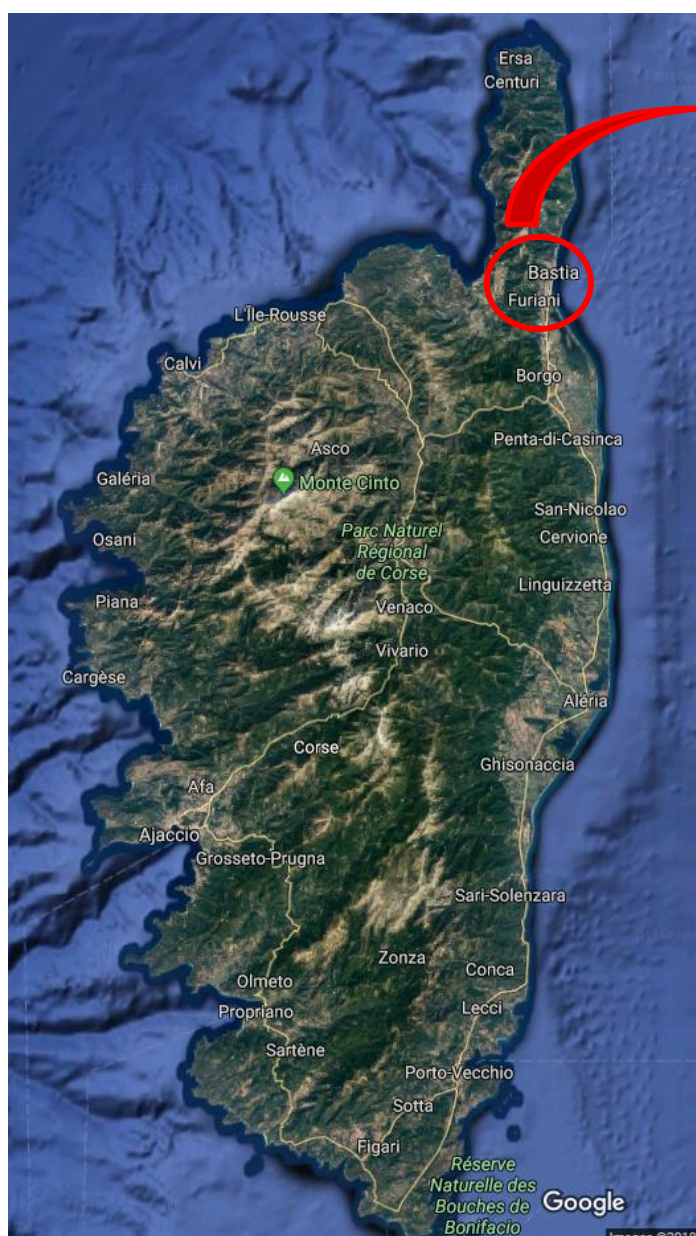 Ersa
Centuri
Bastia
Furiani
L'Île-Rousse
Calvi
Borgo
Asco
Penta-di-Casinca
Galéria
Monte Cinto
San-Nicolao
Parc Naturel
Régional
de Corse
Osani
Cervione
Linguizzetta
Piana
Venaco
Vivario
Cargèse
Aléria
Corse
Ghisonaccia
Afa
Ajaccio
Grosseto-Prugna
Sari-Solenzara
Zonza
Conca
Olmeto
Lecci
Propriano
Sartène
Porto-Vecchio
Sotta
Figari
Réserve
Naturelle des
Bouches de
Bonifacio
Google